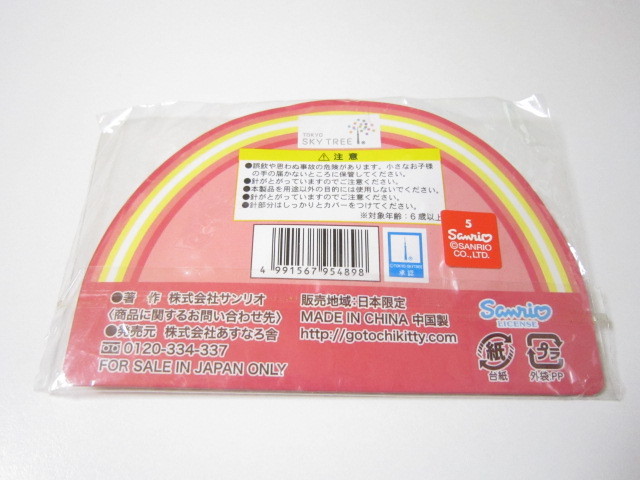 TOKYO
SKY TREE
⚠ 注意
●誤飲や思わぬ事故の危険があります。小さなお子様
の手の届かないところに保管してください。
●針がとがっていますのでご注意ください。
●本製品を用途以外の目的には使用しないでください。
●針がとがっていますのでご注意ください。
●針部分はしっかりとカバーをつけてください。
※対象年齢:6歳以上
4 991567 954898
承認
5
Sanrio
©SANRIO
CO.,LTD.
●著 作 株式会社サンリオ
〈商品に関するお問い合わせ先〉
●発売元 株式会社あすなろ舎
0120-334-337
FOR SALE IN JAPAN ONLY
販売地域:日本限定
MADE IN CHINA 中国製
http://gotochikitty.com
Sanrio
LICENSE
紙
台紙
プラ
外袋:PP